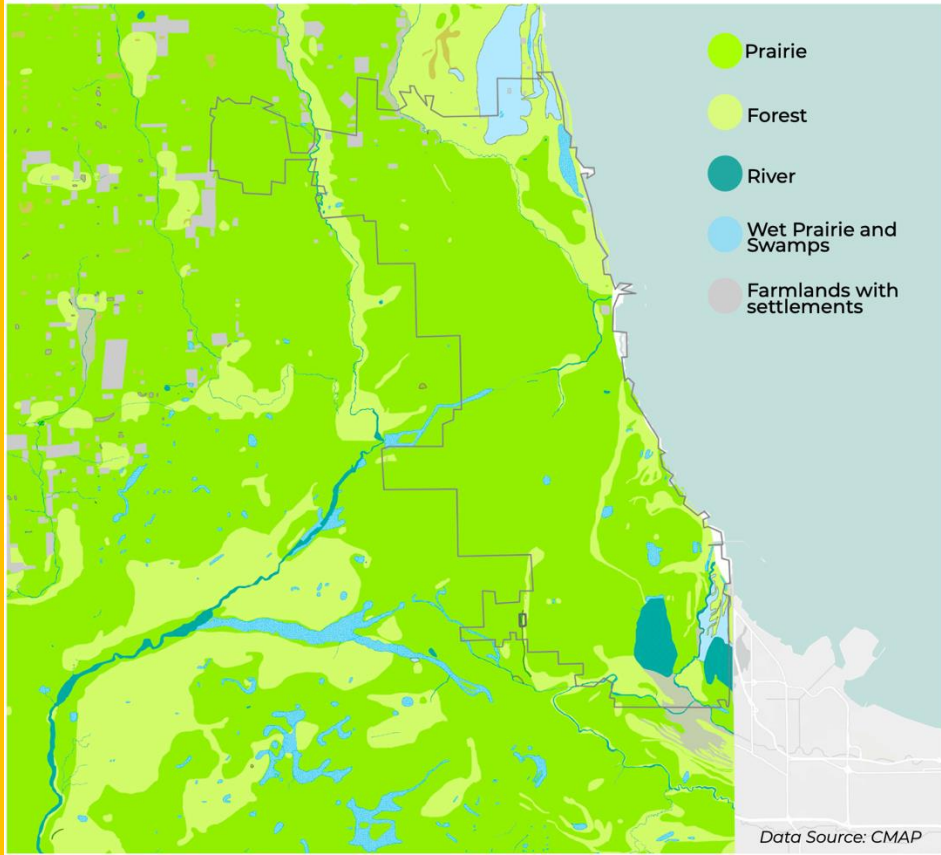 Prairie
Forest
River
Wet Prairie and
Swamps
Farmlands with
settlements
Data Source: CMAP